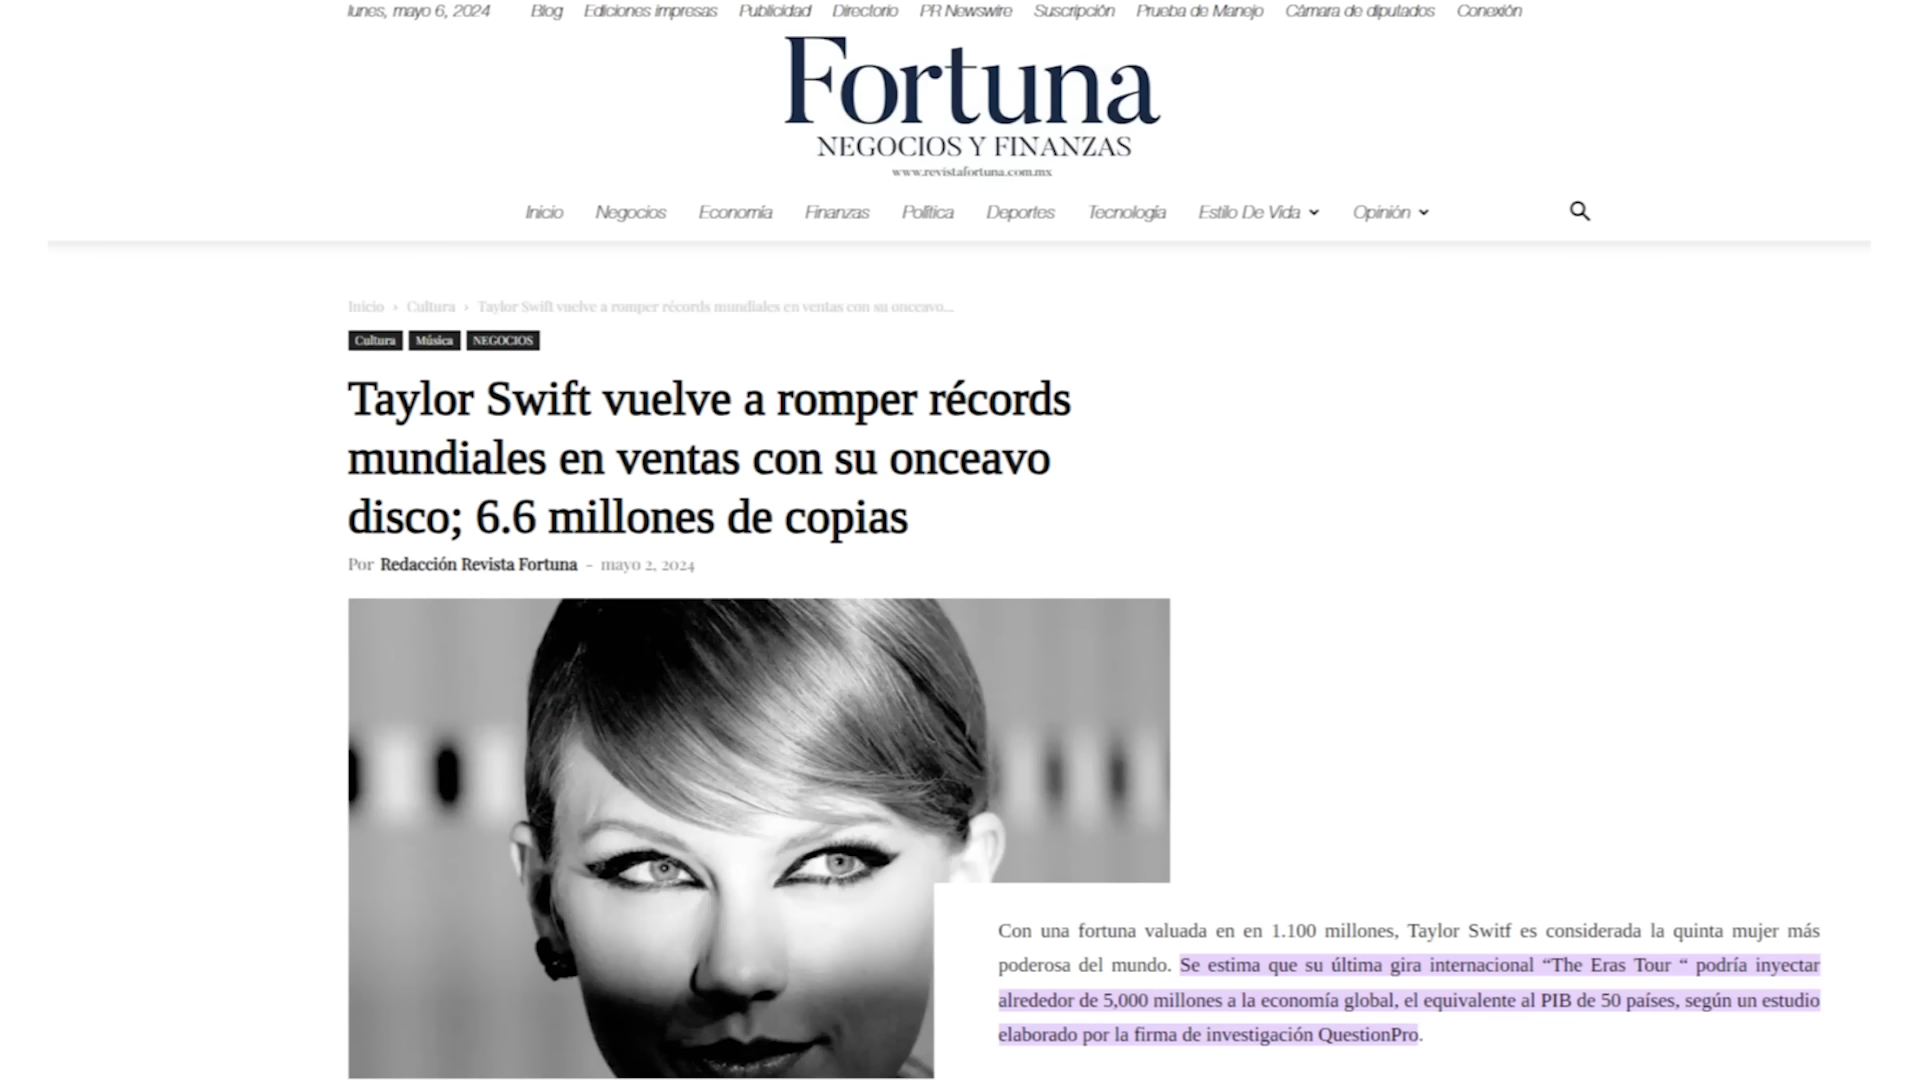 lunes, mayo 6, 2024 Blog Ediciones impresas Publicidad Directorio PR Newswire Suscripción Prueba de Manejo Cámara de diputados Conexión
Fortuna
NEGOCIOS Y FINANZAS
www.revistafortuna.com.mx
Inicio Negocios Economía Finanzas Política Deportes Tecnología Estilo De Vida Opinión
Inicio › Cultura › Taylor Swift vuelve a romper récords mundiales en ventas con su onceavo...
Cultura Música NEGOCIOS
Taylor Swift vuelve a romper récords
mundiales en ventas con su onceavo
disco; 6.6 millones de copias
Por Redacción Revista Fortuna - mayo 2, 2024
Con una fortuna valuada en en 1.100 millones, Taylor Switf es considerada la quinta mujer más
poderosa del mundo. Se estima que su última gira internacional “The Eras Tour “ podría inyectar
alrededor de 5,000 millones a la economía global, el equivalente al PIB de 50 países, según un estudio
elaborado por la firma de investigación QuestionPro.